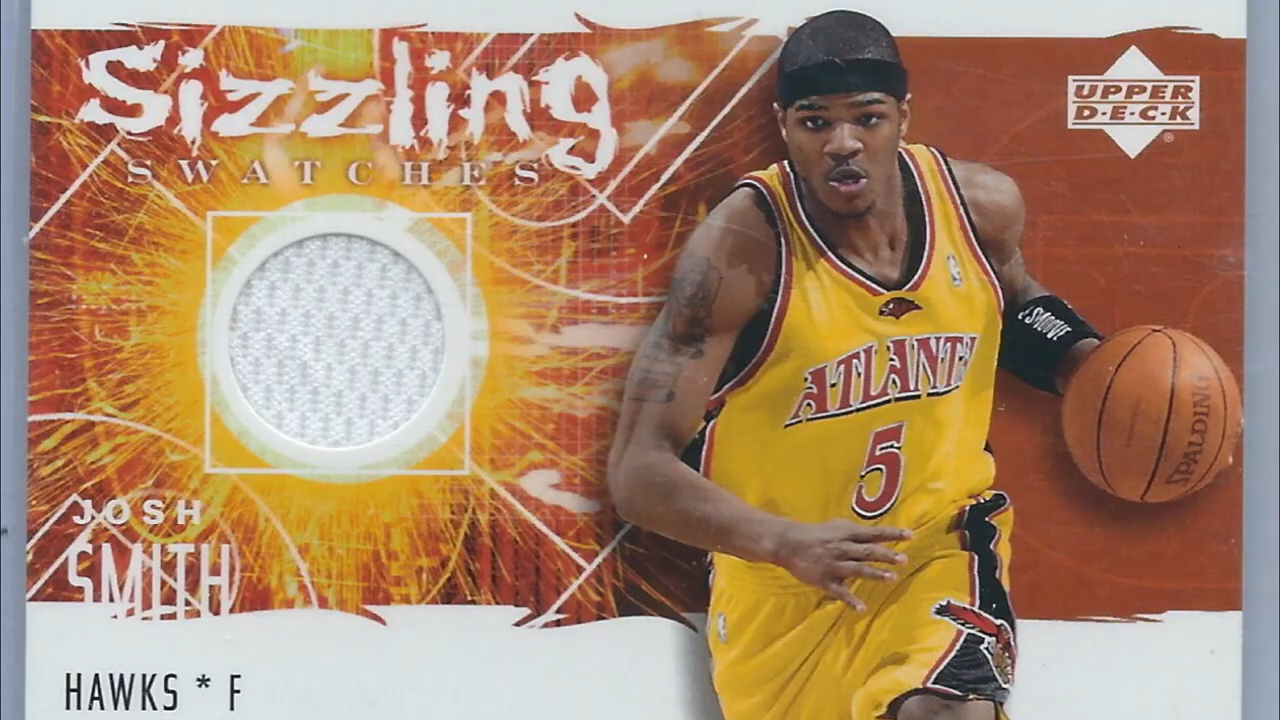 Sizzling
SWATCHES
UPPER
D·E·C·K
®
ATLANTA
5
SPALDING
JOSH
SMITH
HAWKS * F